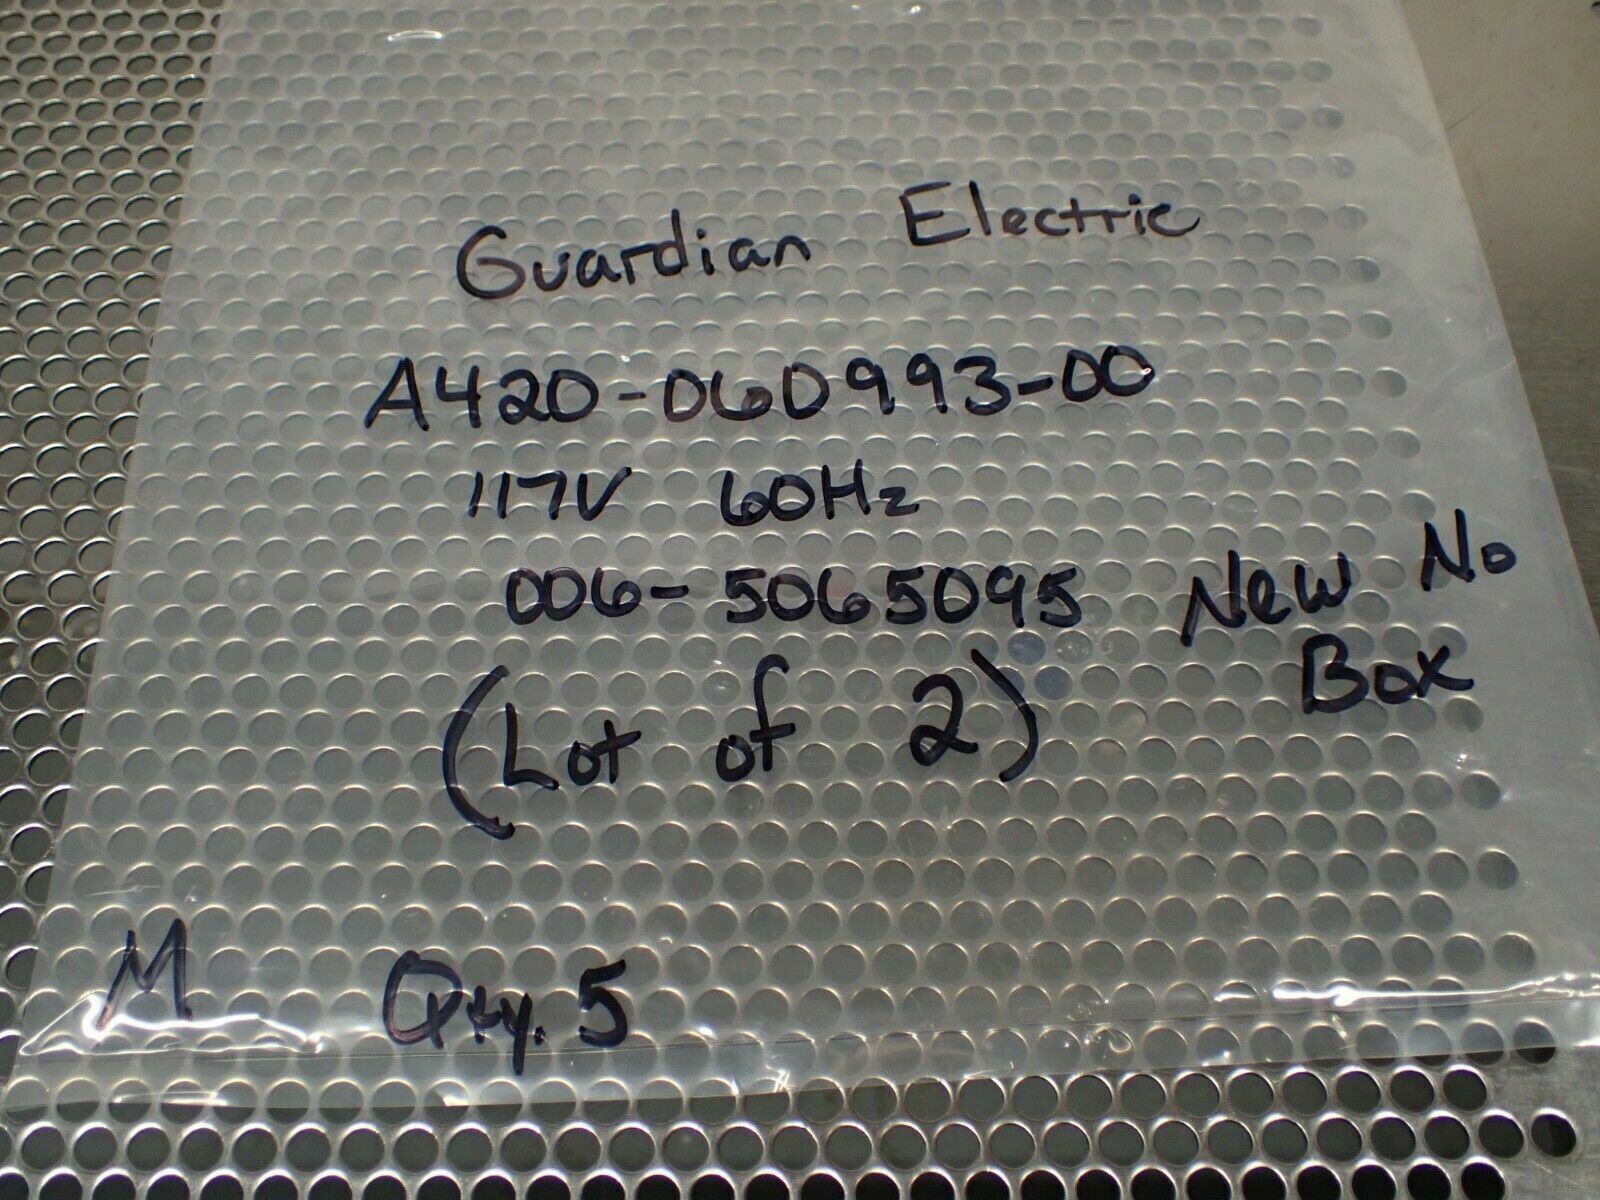 Guardian Electric
A420-060993-00
117V 60Hz
006-5065095
New No
Box
(Lot of 2)
M
Qty. 5